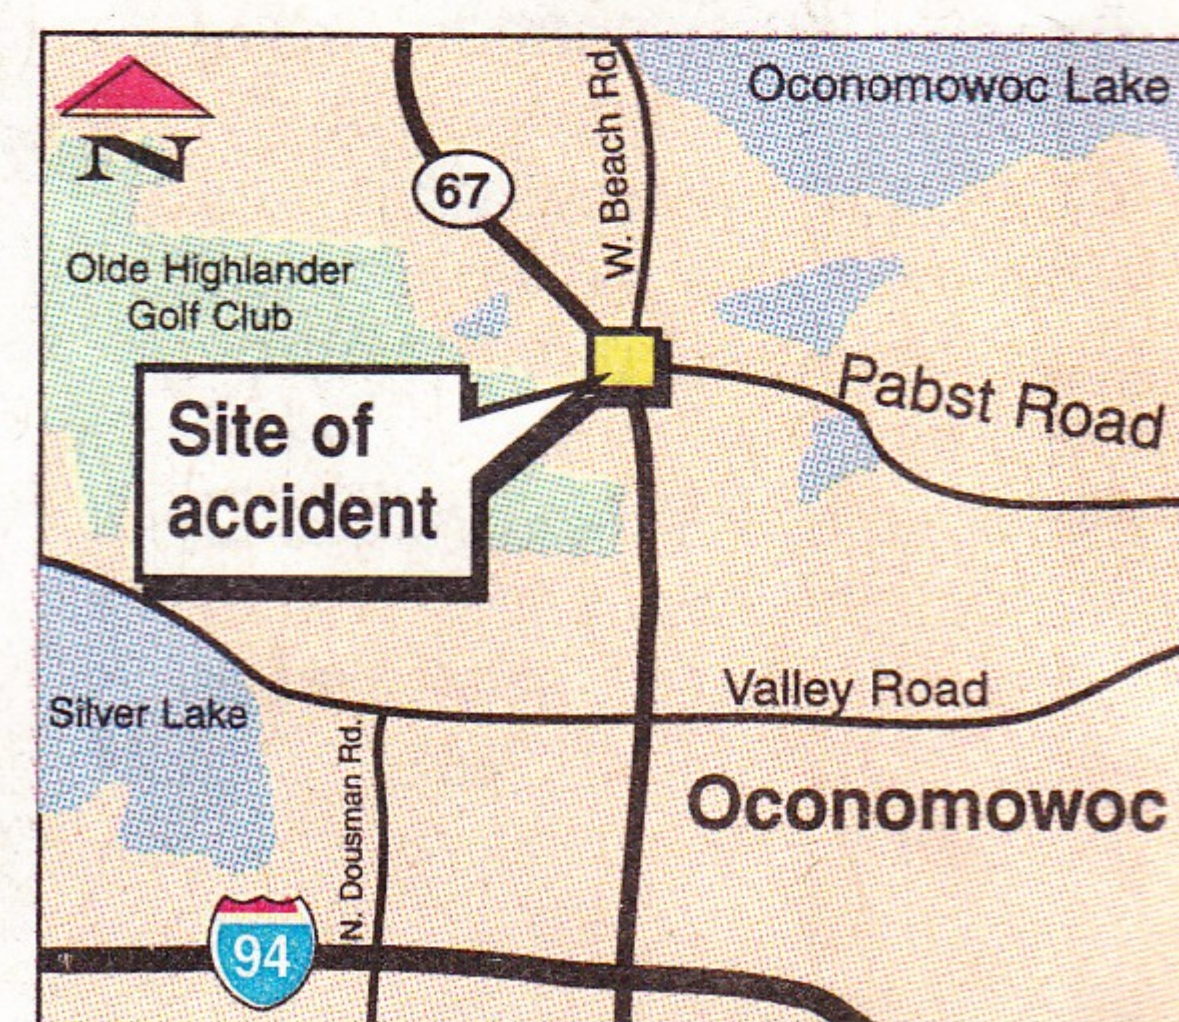 N
Oconomowoc Lake
W. Beach Rd.
67
Olde Highlander
Golf Club
Pabst Road
Site of
accident
Silver Lake
Valley Road
N. Dousman Rd.
Oconomowoc
94